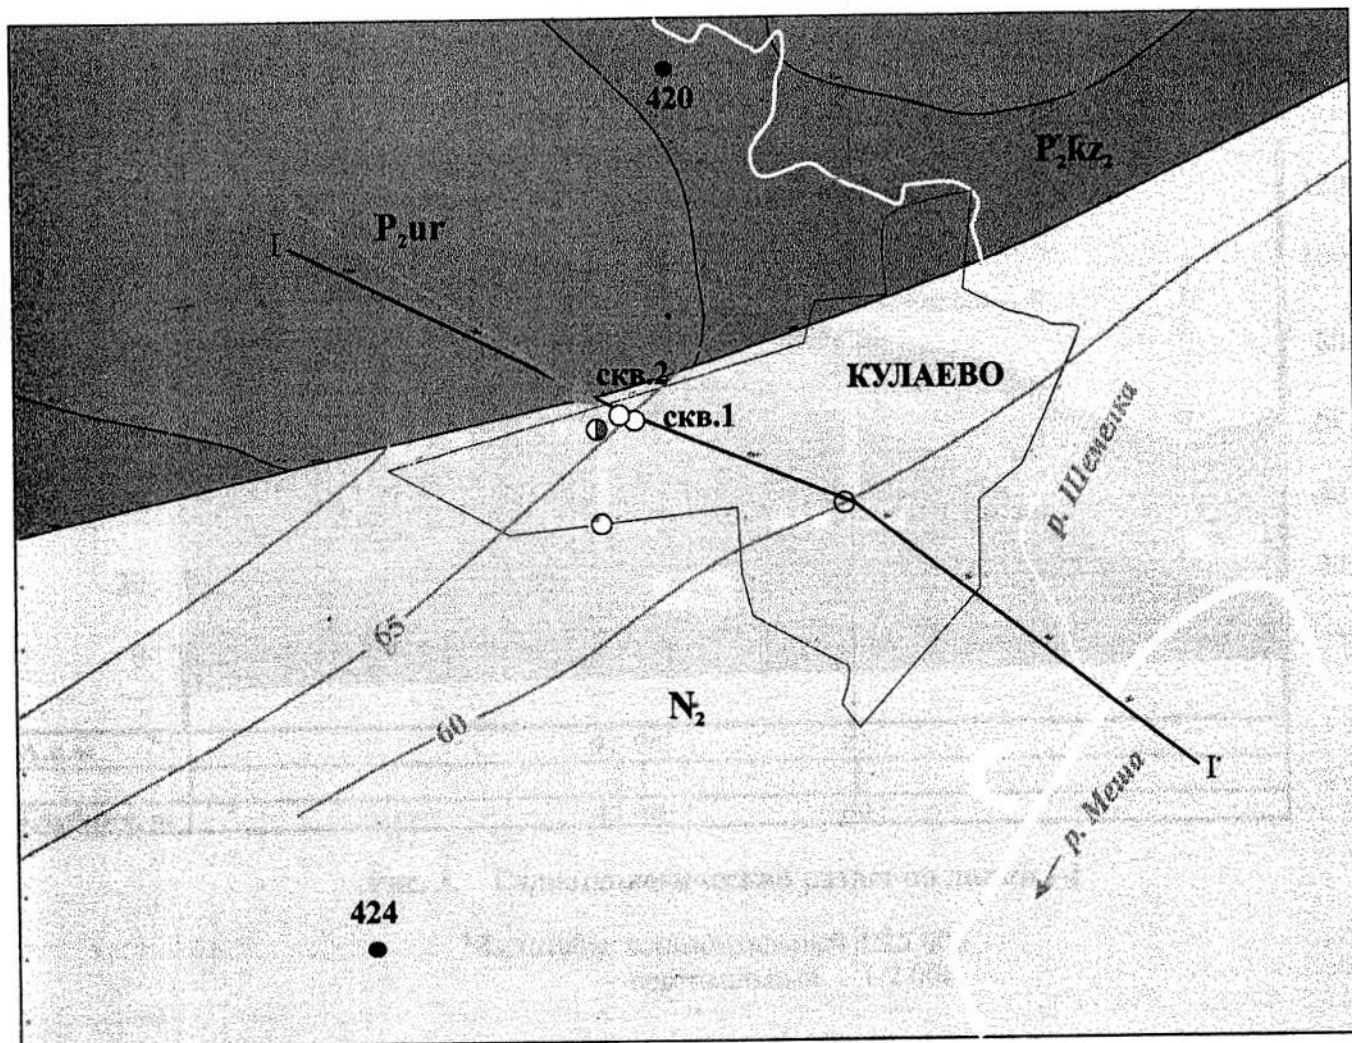 420
P₂kz₂
P₂ur
I
скв.2
КУЛАЕВО
скв.1
р. Шемелка
65
N₂
60
I'
р. Меша
424